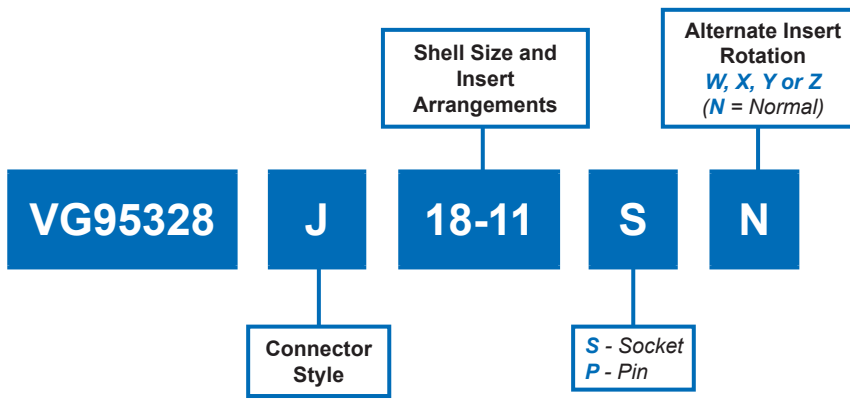 Shell Size and
Insert
Arrangements
Alternate Insert
Rotation
W, X, Y or Z
(N = Normal)
VG95328
J
18-11
S
N
Connector
Style
S - Socket
P - Pin